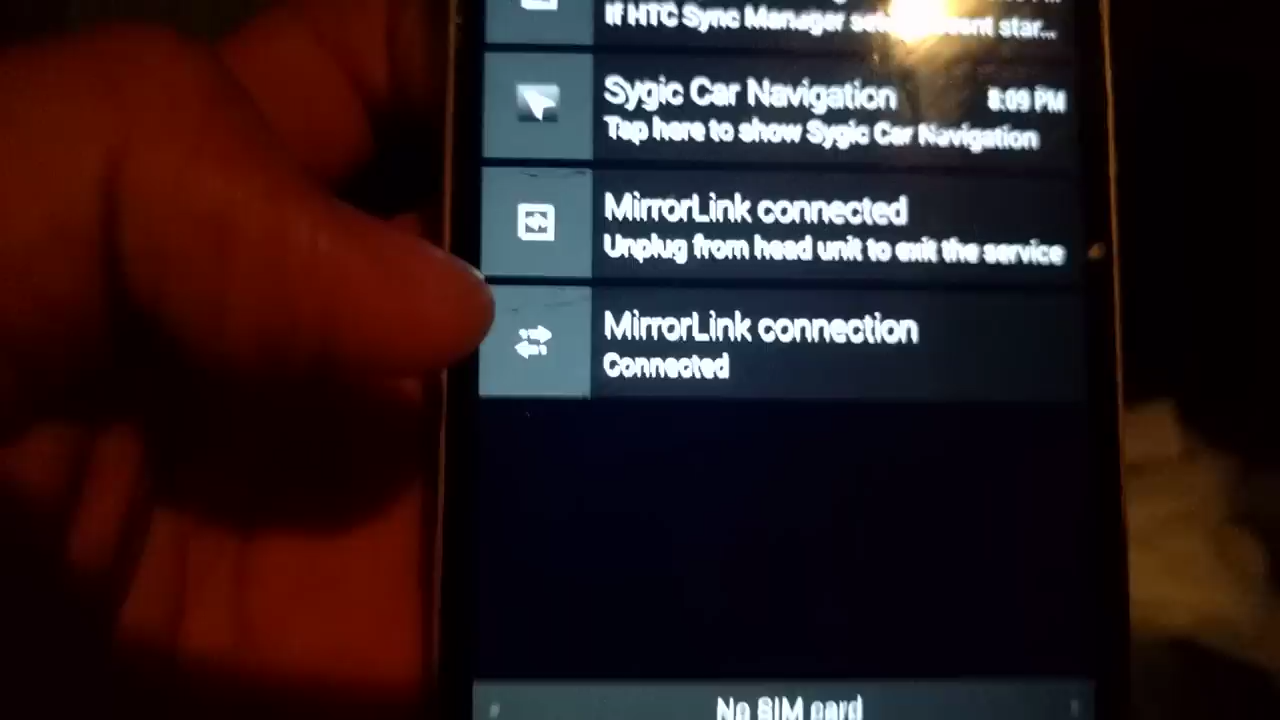 If HTC Sync Manager star...
Sygic Car Navigation 8:09 PM
Tap here to show Sygic Car Navigation
MirrorLink connected
Unplug from head unit to exit the service
MirrorLink connection
Connected
No SIM card